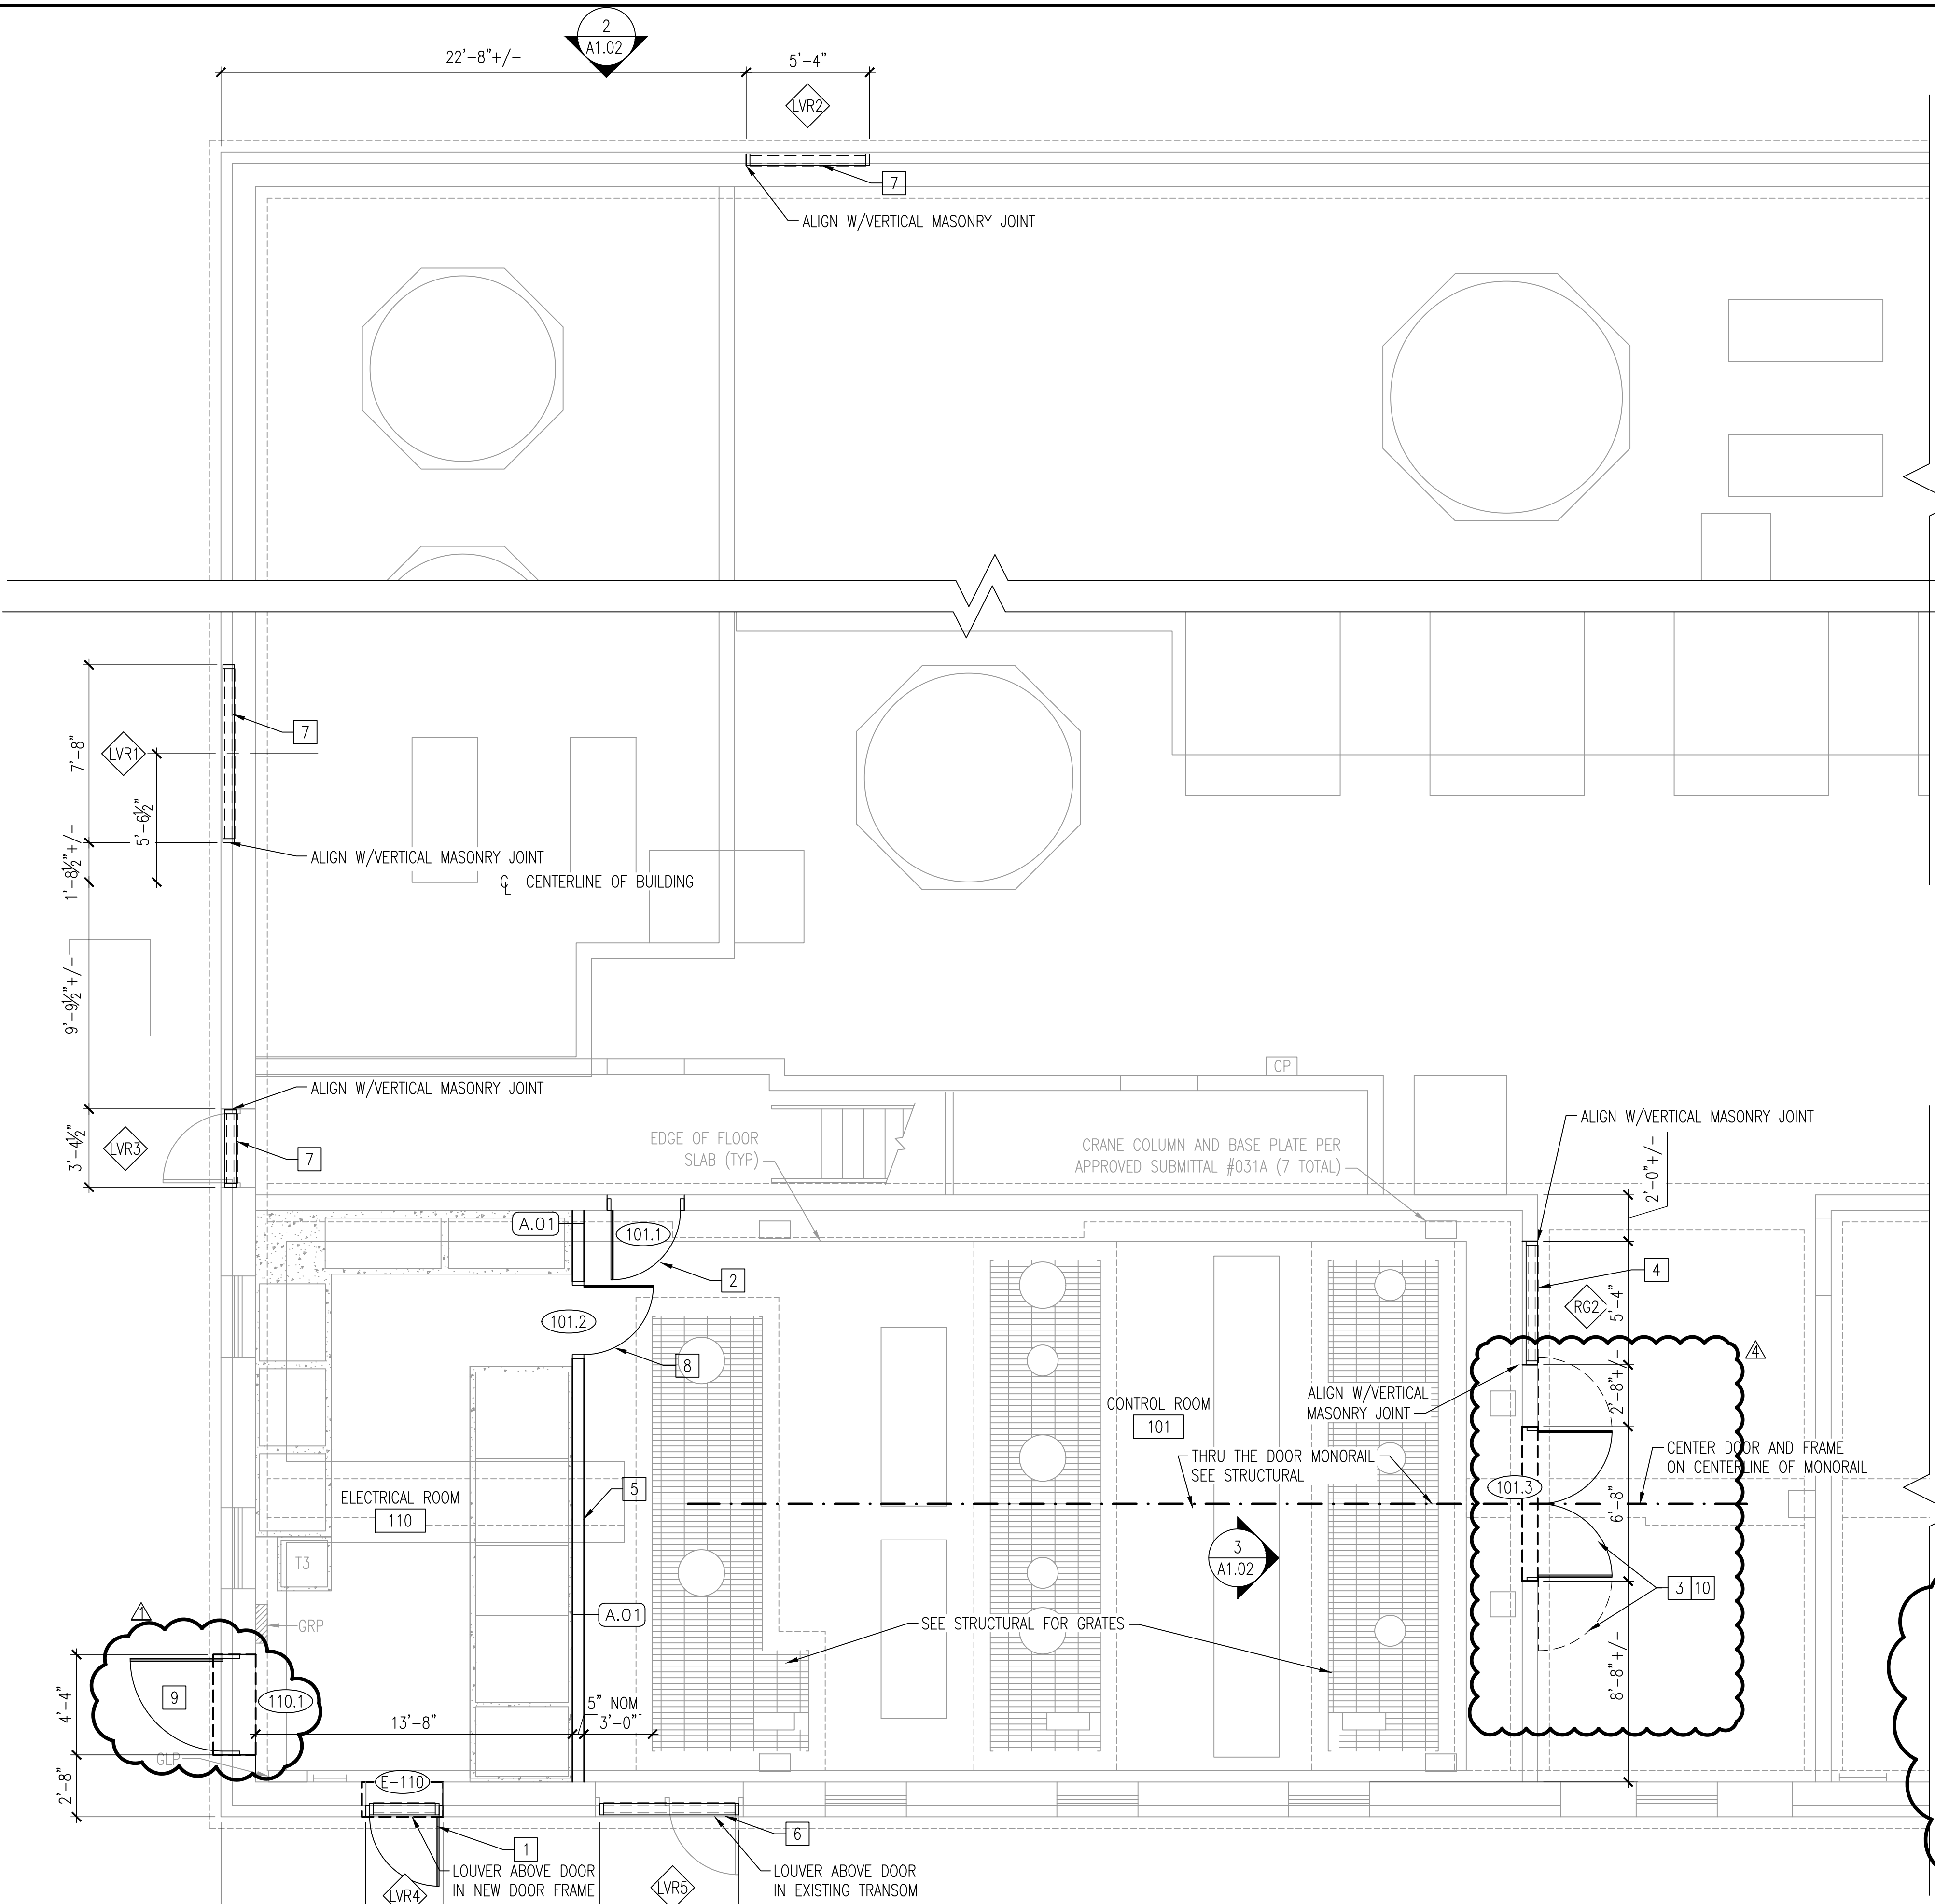 2
A1.02
22'-8"+/-
5'-4"
LVR2
7
ALIGN W/VERTICAL MASONRY JOINT
7'-8"
LVR1
7
5'-6½"
1'-8½"+/-
ALIGN W/VERTICAL MASONRY JOINT
℄ CENTERLINE OF BUILDING
9'-9½"+/-
CP
ALIGN W/VERTICAL MASONRY JOINT
3'-4½"
LVR3
7
EDGE OF FLOOR
SLAB (TYP)
CRANE COLUMN AND BASE PLATE PER
APPROVED SUBMITTAL #031A (7 TOTAL)
ALIGN W/VERTICAL MASONRY JOINT
2'-0"+/-
A.01
101.1
2
4
RG2
5'-4"
101.2
8
4
2'-8"+/-
ALIGN W/VERTICAL
MASONRY JOINT
CONTROL ROOM
101
THRU THE DOOR MONORAIL
SEE STRUCTURAL
CENTER DOOR AND FRAME
ON CENTERLINE OF MONORAIL
101.3
6'-8"
5
ELECTRICAL ROOM
110
T3
3
A1.02
3 10
1
GRP
A.01
SEE STRUCTURAL FOR GRATES
8'-8"+/-
4'-4"
9
110.1
5" NOM
13'-8"
3'-0"
GLP
2'-8"
E-110
1
6
LOUVER ABOVE DOOR
IN NEW DOOR FRAME
LOUVER ABOVE DOOR
IN EXISTING TRANSOM
LVR4
LVR5